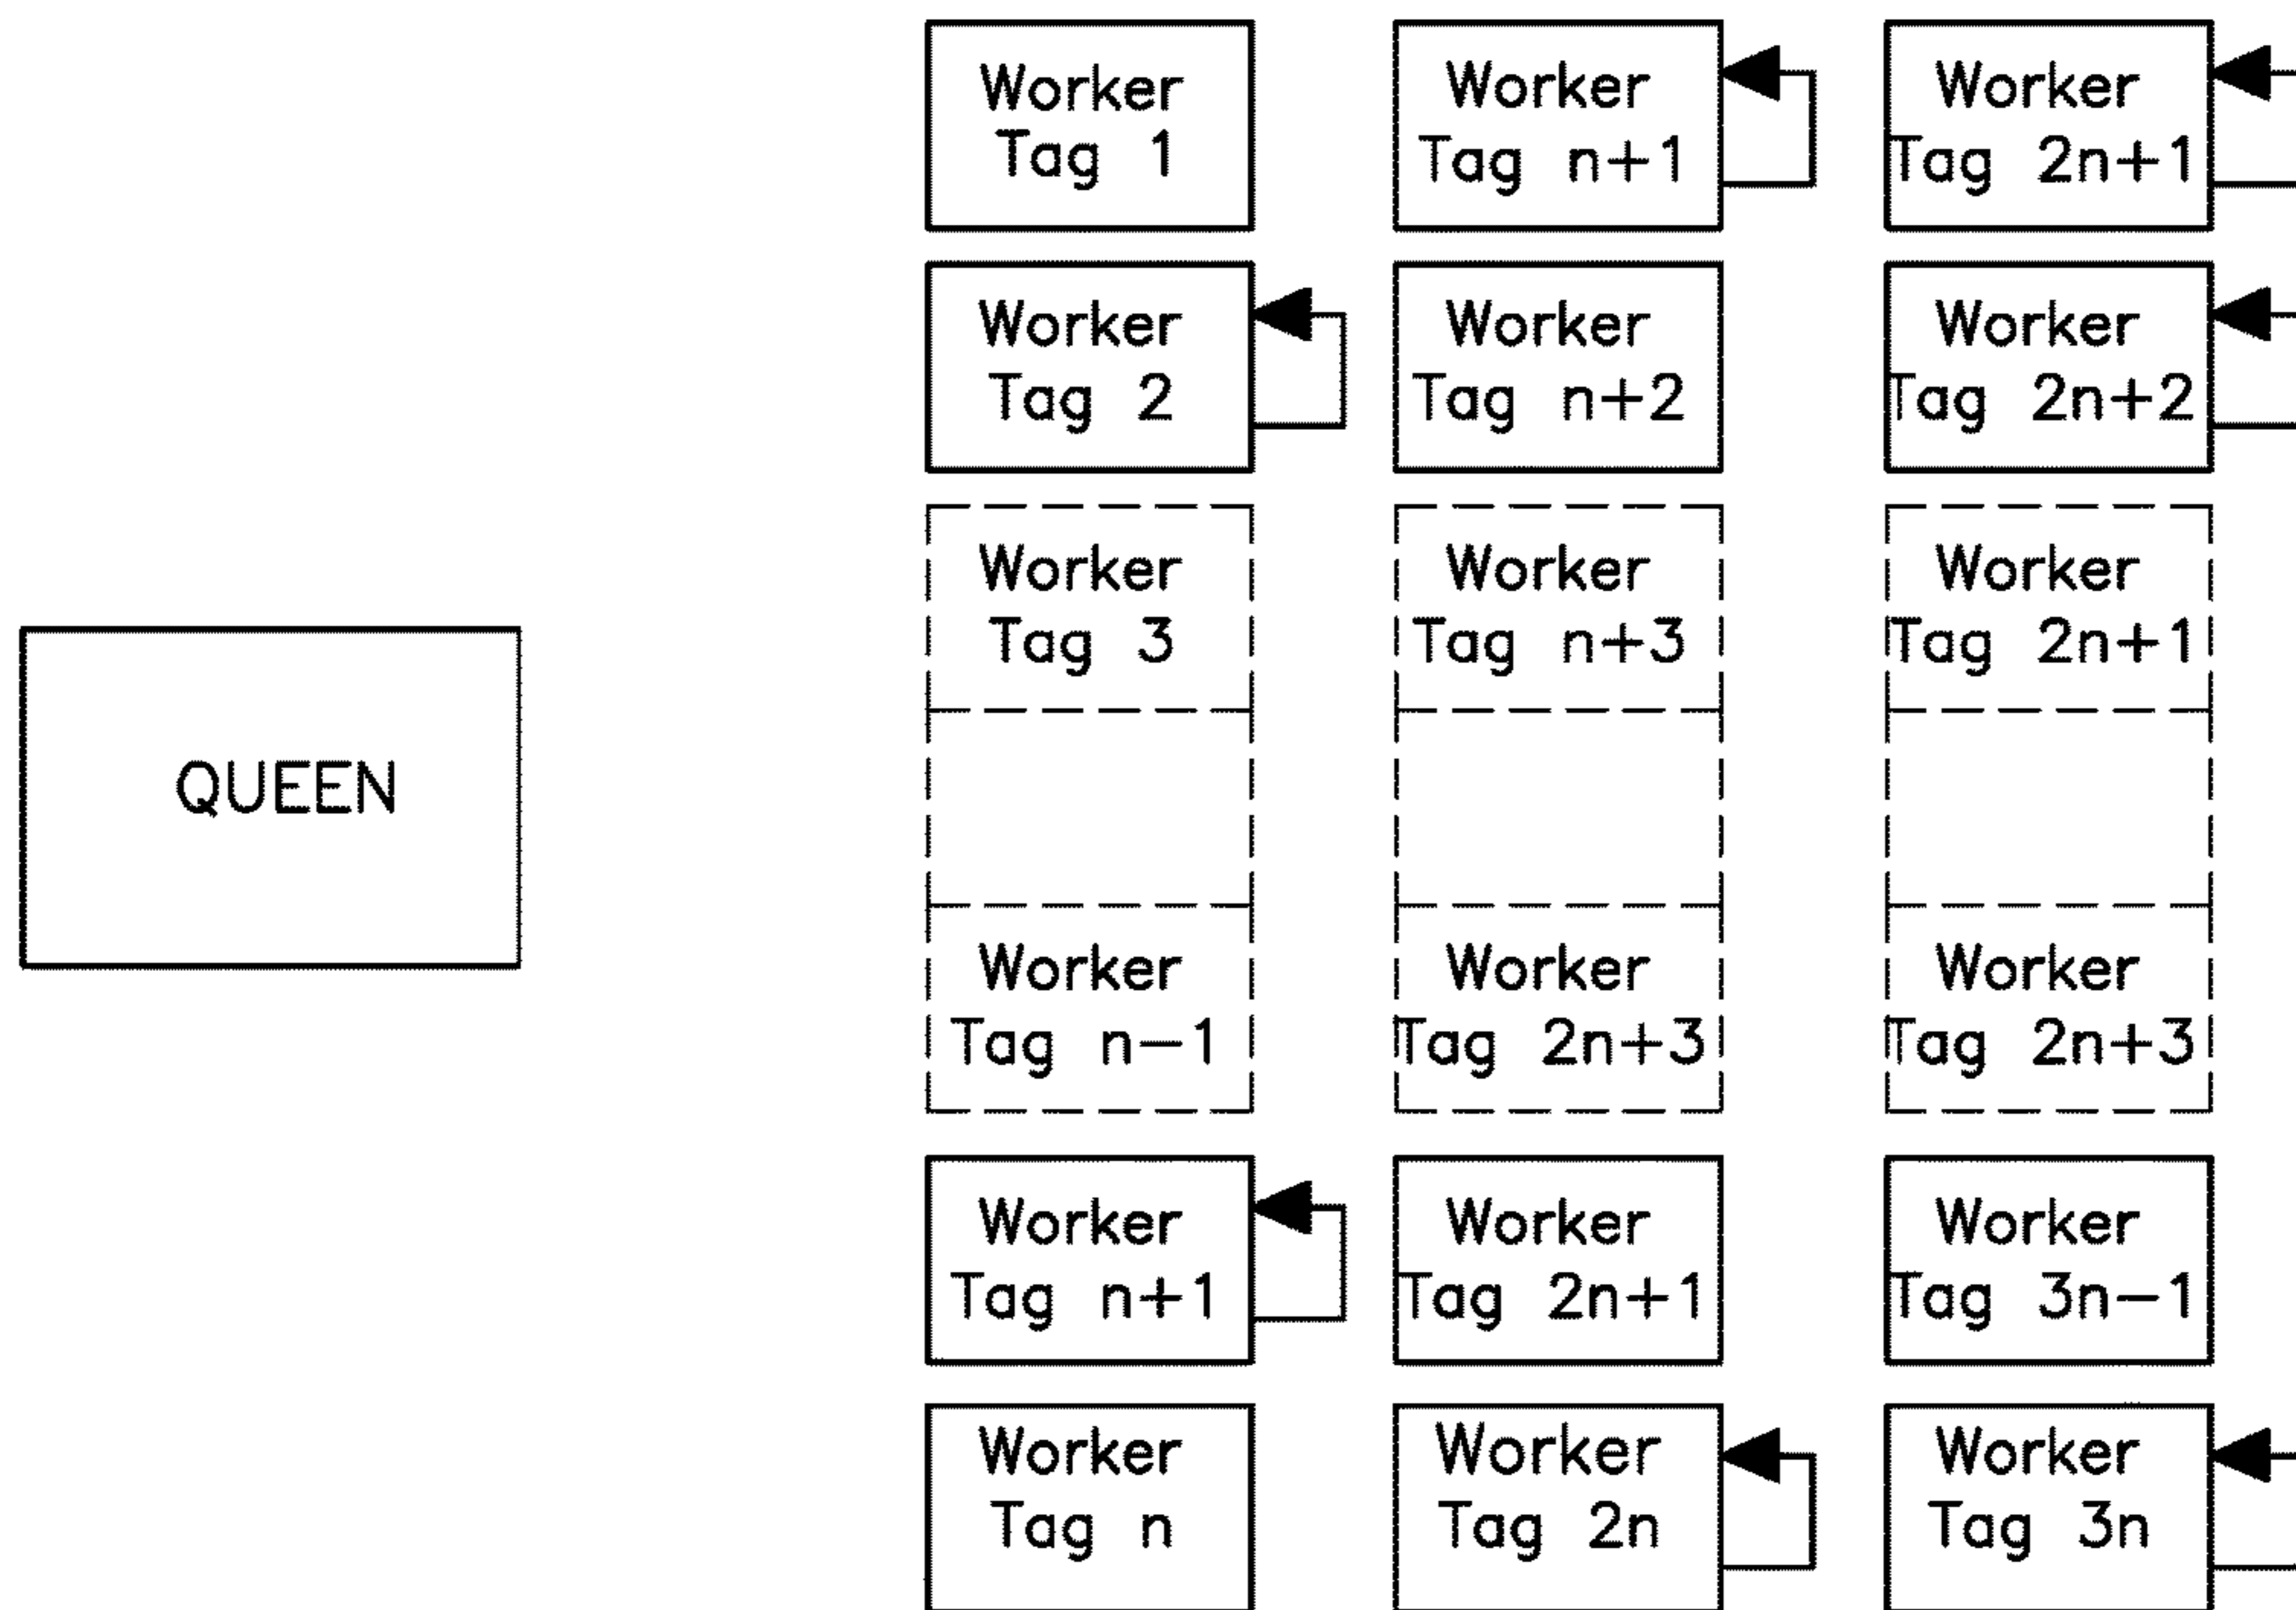 Worker
Tag 1
Worker
Tag n+1
Worker
Tag 2n+1
Worker
Tag 2
Worker
Tag n+2
Worker
Tag 2n+2
Worker
Tag 3
Worker
Tag n+3
Worker
Tag 2n+1
QUEEN
Worker
Tag n-1
Worker
Tag 2n+3
Worker
Tag 2n+3
Worker
Tag n+1
Worker
Tag 2n+1
Worker
Tag 3n-1
Worker
Tag n
Worker
Tag 2n
Worker
Tag 3n